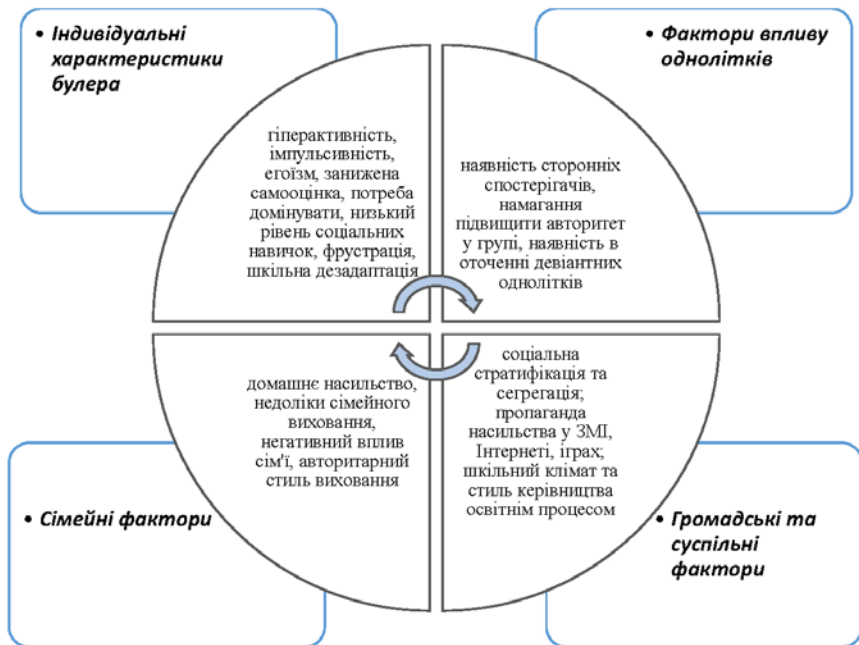 • Індивідуальні
характеристики
булера
• Фактори впливу
однолітків
гіперактивність,
імпульсивність,
егоїзм, занижена
самооцінка, потреба
домінувати, низький
рівень соціальних
навичок, фрустрація,
шкільна дезадаптація
наявність сторонніх
спостерігачів,
намагання
підвищити авторитет
у групі, наявність в
оточенні девіантних
однолітків
домашнє насильство,
недоліки сімейного
виховання,
негативний вплив
сім'ї, авторитарний
стиль виховання
соціальна
стратифікація та
сегрегація;
пропаганда
насильства у ЗМІ,
Інтернеті, іграх;
шкільний клімат та
стиль керівництва
освітнім процесом
• Сімейні фактори
• Громадські та
суспільні
фактори